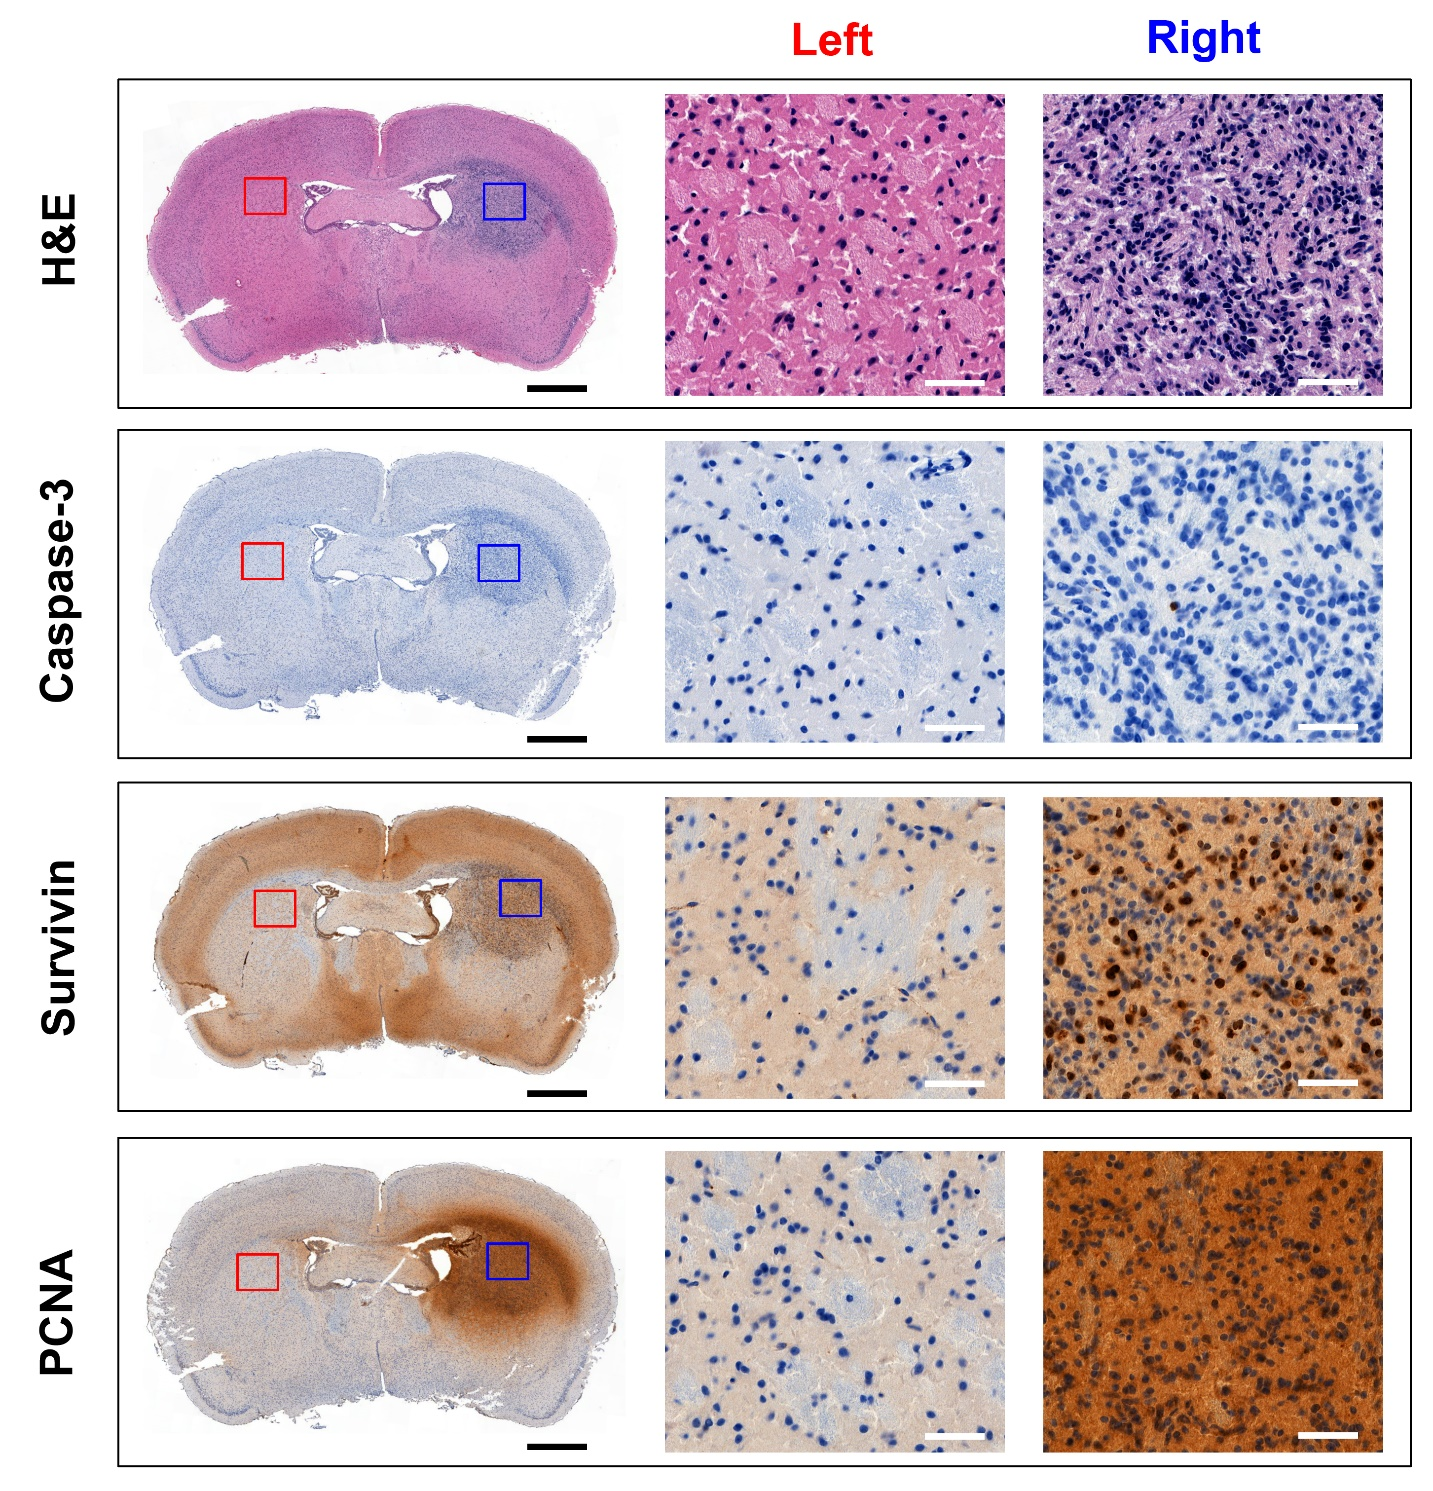 Left
Right
H&E
Caspase-3
Survivin
PCNA